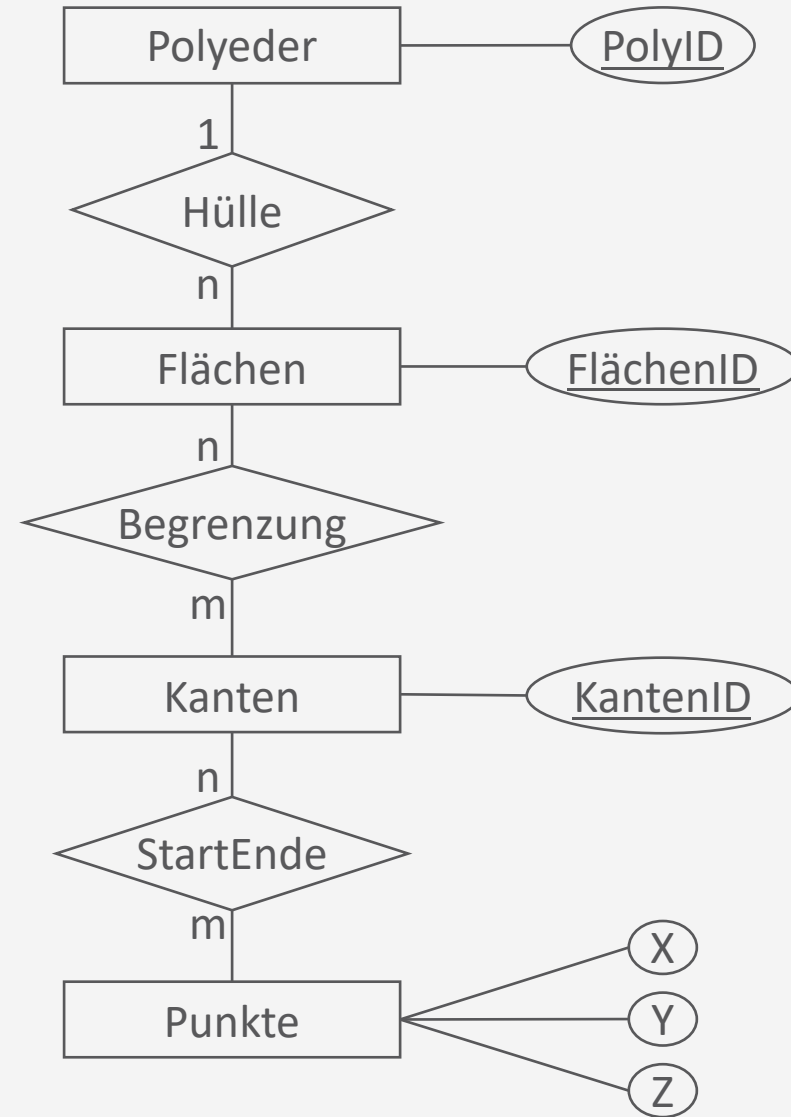 Polyeder PolyID
1
Hülle
n
Flächen FlächenID
n
Begrenzung
m
Kanten KantenID
n
StartEnde
m
X
Punkte Y
Z